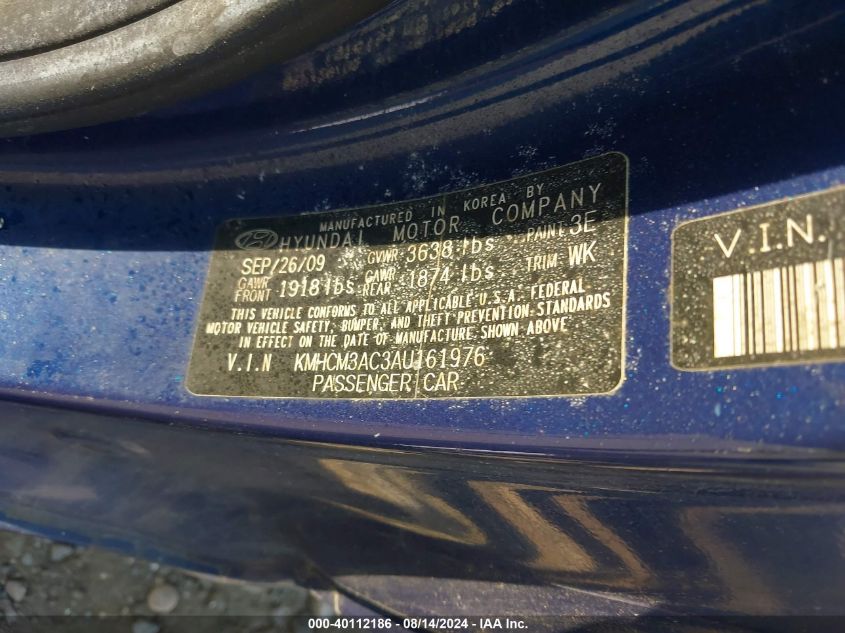 MANUFACTURED IN KOREA BY
HYUNDAI MOTOR COMPANY
SEP/26/09 GVWR 3638 lbs PAINT 3E
GAWR FRONT 1918 lbs GAWR REAR 1874 lbs TRIM WK
THIS VEHICLE CONFORMS TO ALL APPLICABLE U.S.A. FEDERAL
MOTOR VEHICLE SAFETY, BUMPER, AND THEFT PREVENTION STANDARDS
IN EFFECT ON THE DATE OF MANUFACTURE SHOWN ABOVE
V.I.N KMHCM3AC3AU161976
PASSENGER CAR
V.I.N.
000-40112186 - 08/14/2024 - IAA Inc.